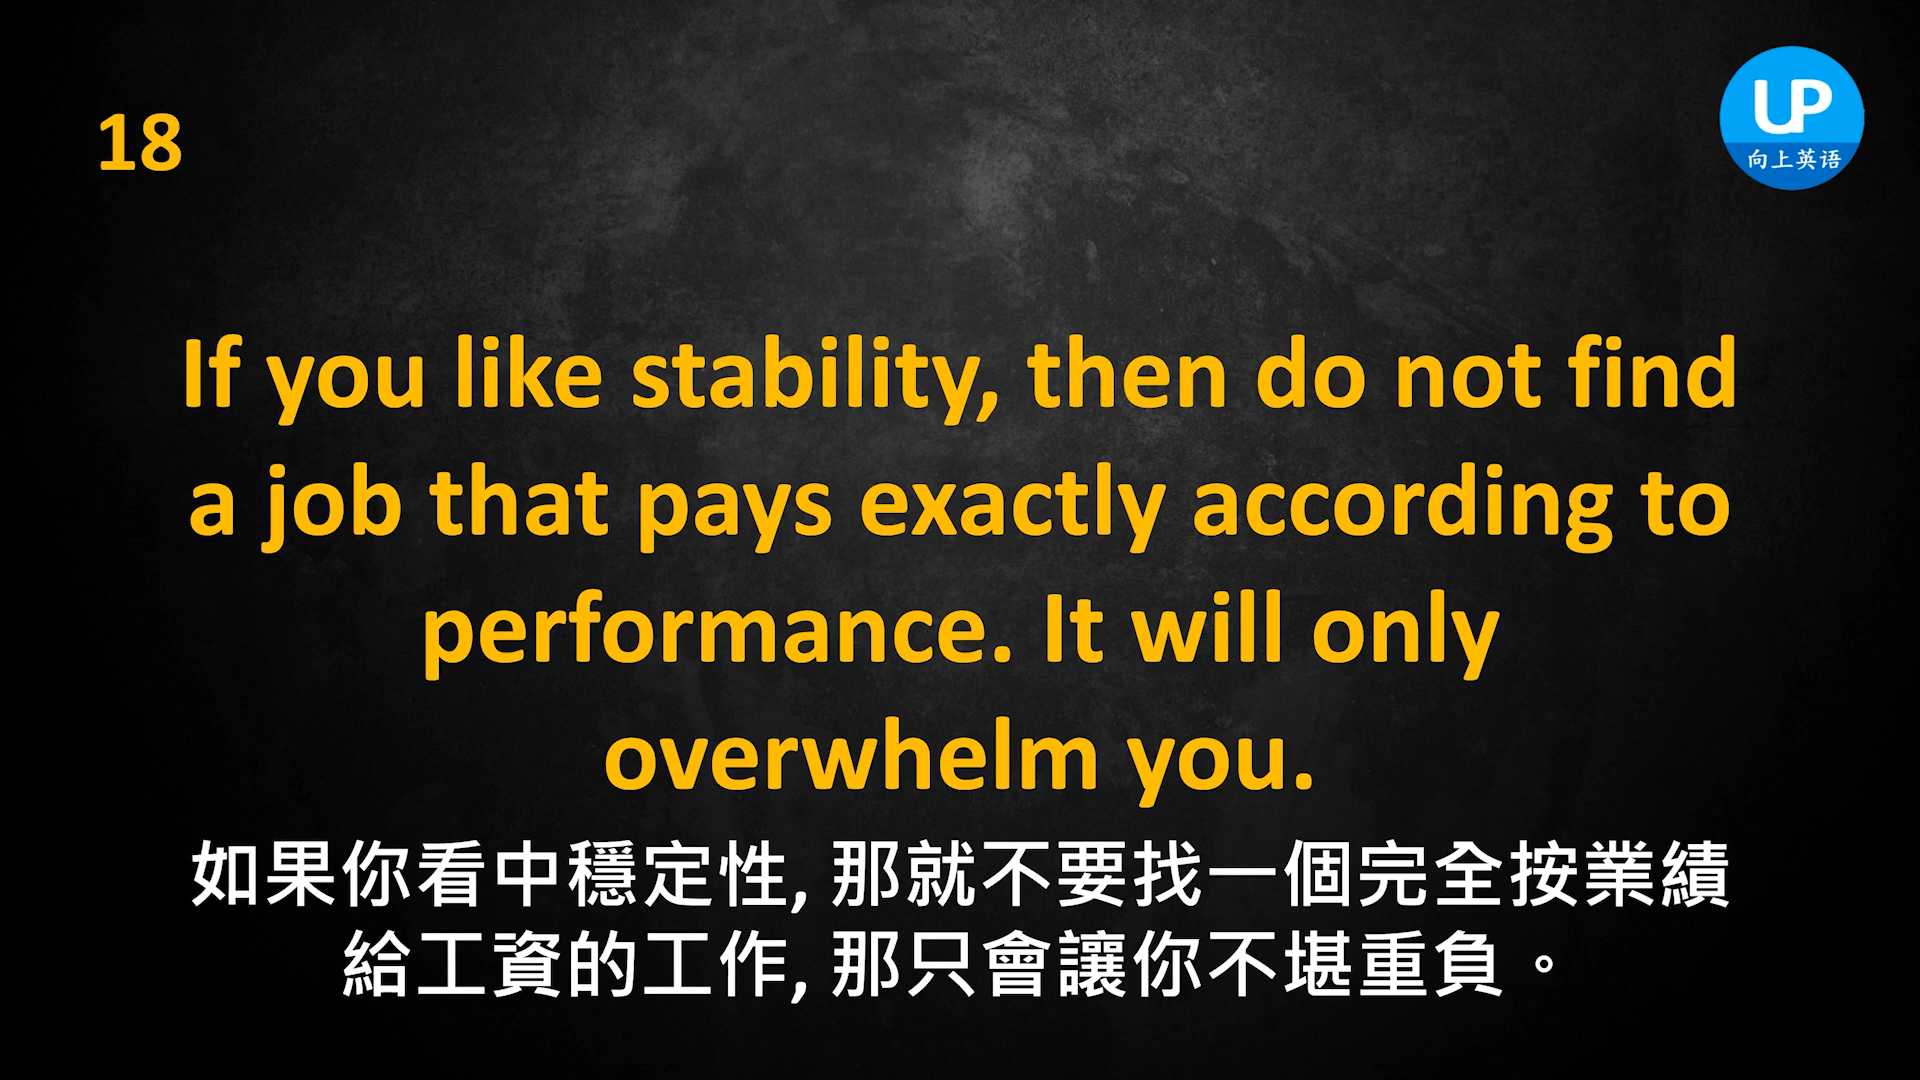 18
UP
向上英语
If you like stability, then do not find
a job that pays exactly according to
performance. It will only
overwhelm you.
如果你看中穩定性, 那就不要找一個完全按業績
給工資的工作, 那只會讓你不堪重負。